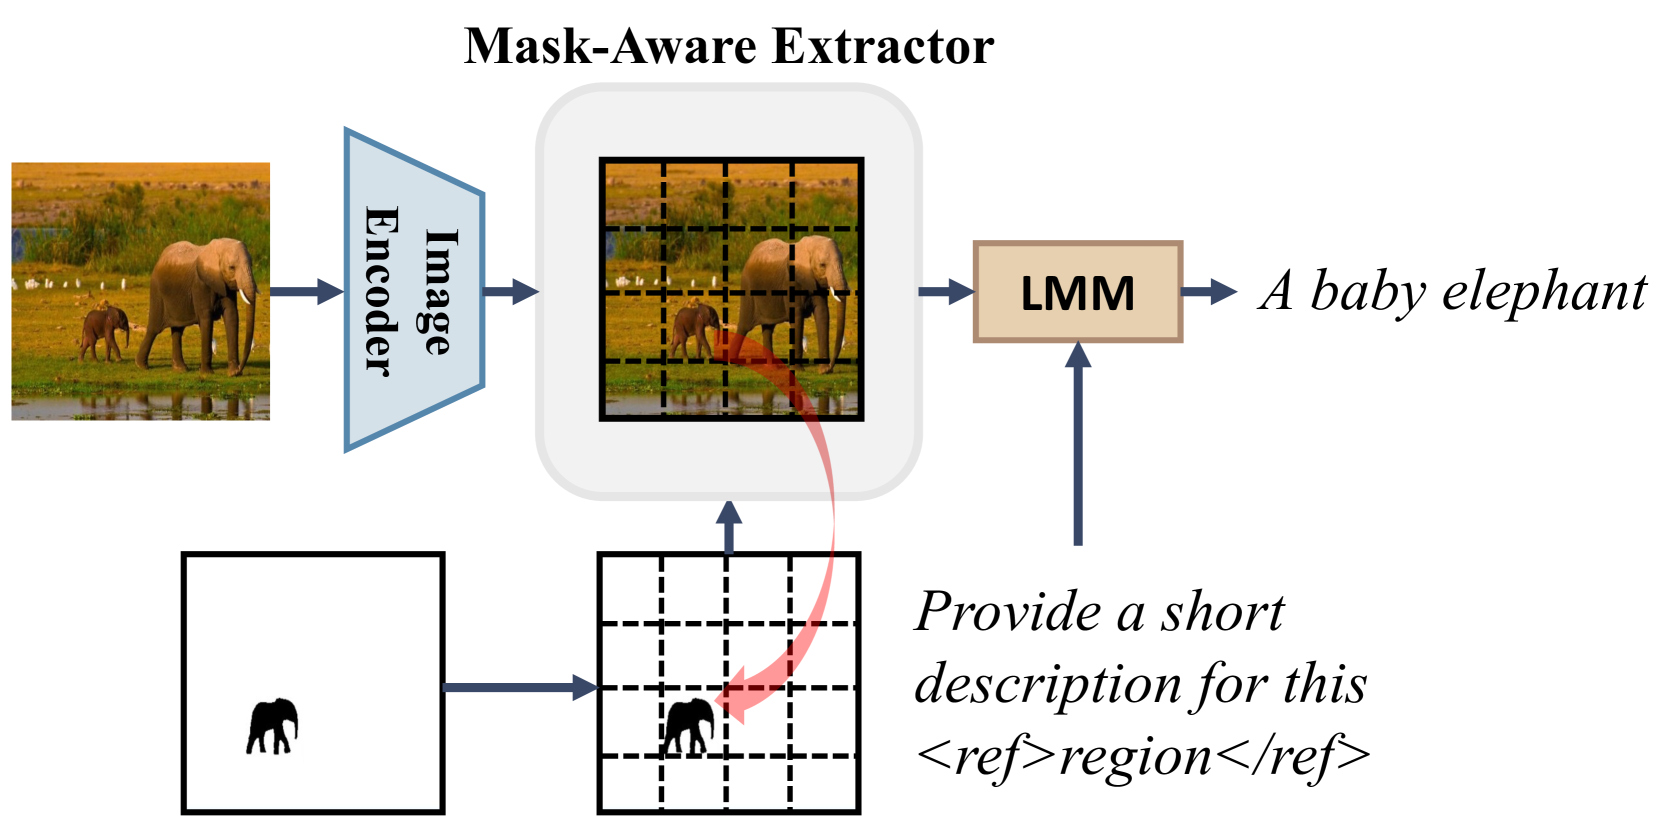 Mask-Aware Extractor
Image
Encoder
LMM
A baby elephant
Provide a short
description for this
<ref>region</ref>